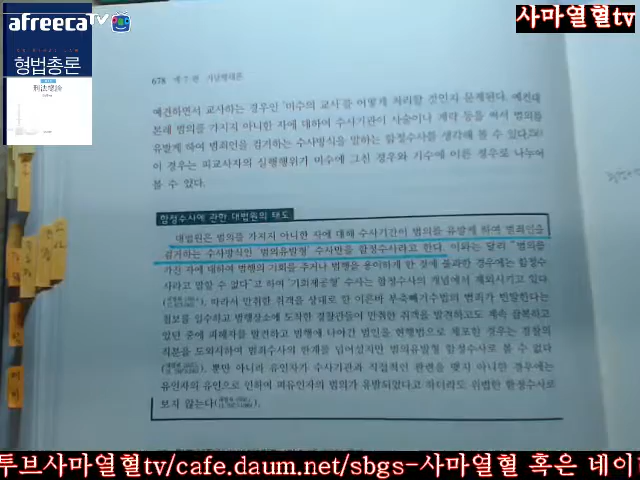 afreecaTV
사마열혈tv
형법총론
刑法總論
678 제7편 거남범죄론
예견하면서 교사하는 경우인 '미수의 교사'를 어떻게 처리할 것인지 문제된다. 예컨대
본래 범의를 가지지 아니한 자에 대하여 수사기관이 사술이나 계략 등을 써서 범의를
유발케 하여 범죄인을 검거하는 수사방식을 말하는 함정수사를 생각해 볼 수 있다.
이 경우는 피교사자의 실행행위가 미수에 그친 경우와 기수에 이른 경우로 나누어
볼 수 있다.
함정수사에 관한 대법원의 태도
대법원은 범의를 가지지 아니한 자에 대해 수사기관이 범의를 유발케 하여 범죄인을
검거하는 수사방식인 '범의유발형' 수사만을 함정수사라고 한다. 이와는 달리 "범의를
가진 자에 대하여 범행의 기회를 주거나 범행을 용이하게 한 것에 불과한 경우에는 함정수
사라고 말할 수 없다"고 하여 '기회제공형' 수사는 함정수사의 개념에서 제외시키고 있다
. 따라서 만취한 취객을 상대로 한 이른바 부축빼기수법의 범죄가 빈발한다는
첩보를 입수하고 범행장소에 도착한 경찰관들이 만취한 취객을 발견하고도 계속 잠복하고
있던 중에 피해자를 발견하고 범행에 나아간 범인을 현행범으로 체포한 경우는 경찰의
직분을 도외시하여 범죄수사의 한계를 넘어섰지만 범의유발형 함정수사로 볼 수 없다
. 뿐만 아니라 유인자가 수사기관과 직접적인 관련을 맺지 아니한 경우에는
유인자의 유인으로 인하여 피유인자의 범의가 유발되었다고 하더라도 위법한 함정수사로
보지 않는다.
투브사마열혈tv/cafe.daum.net/sbgs-사마열혈 혹은 네이